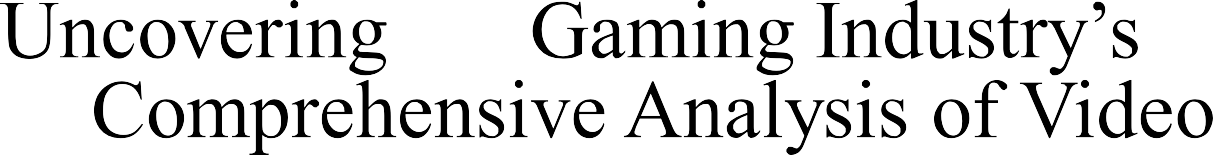 Uncovering Gaming Industry’s
Comprehensive Analysis of Video